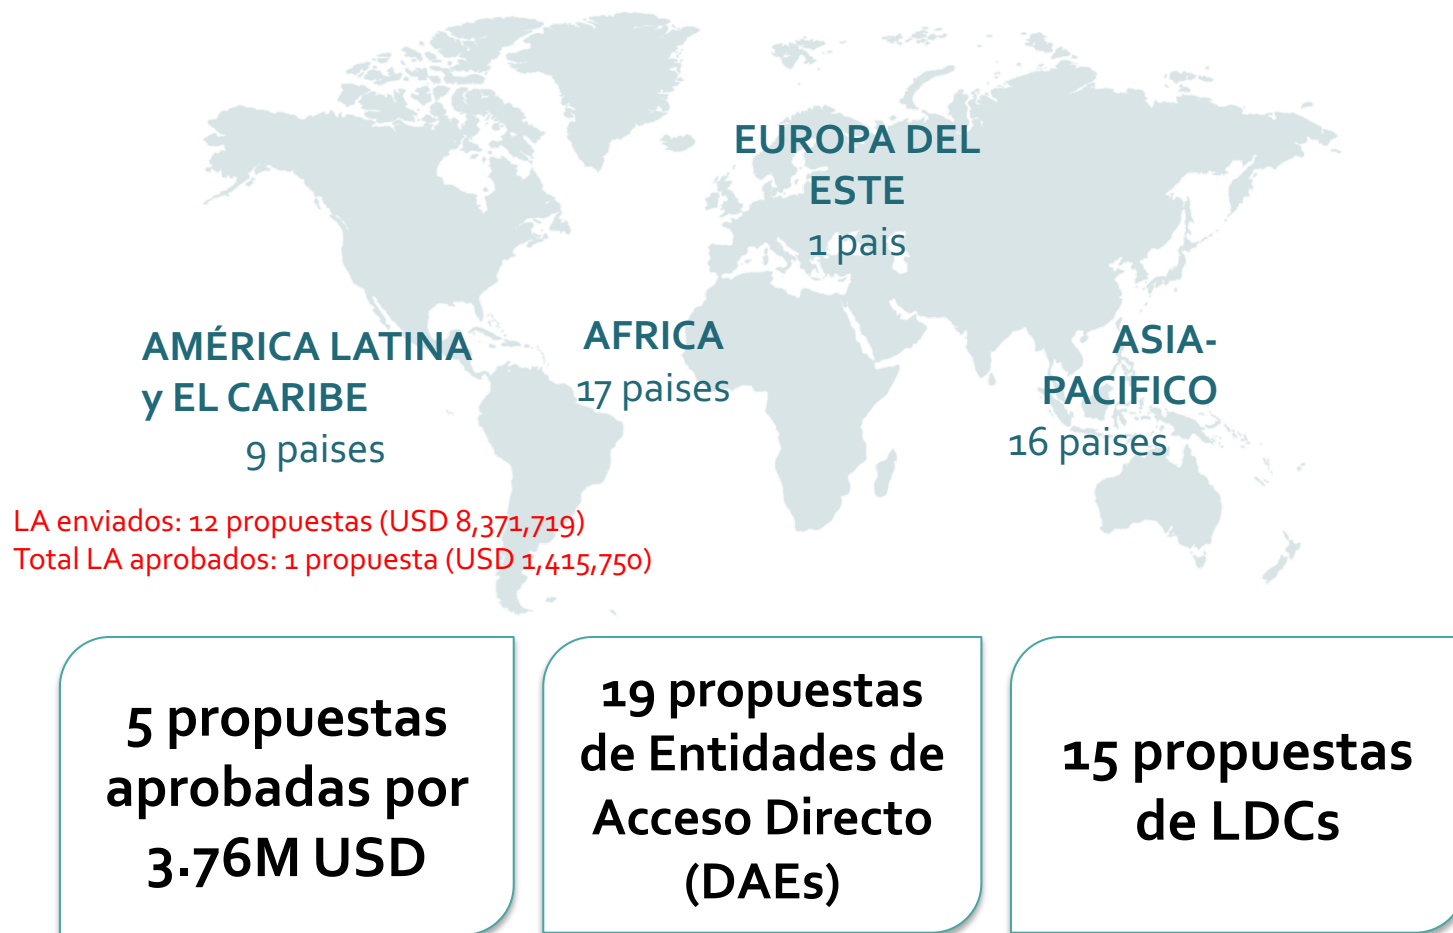 EUROPA DEL
ESTE
1 pais
AMÉRICA LATINA
y EL CARIBE
9 paises
AFRICA
17 paises
ASIA-
PACIFICO
16 paises
LA enviados: 12 propuestas (USD 8,371,719)
Total LA aprobados: 1 propuesta (USD 1,415,750)
5 propuestas
aprobadas por
3.76M USD
19 propuestas
de Entidades de
Acceso Directo
(DAEs)
15 propuestas
de LDCs